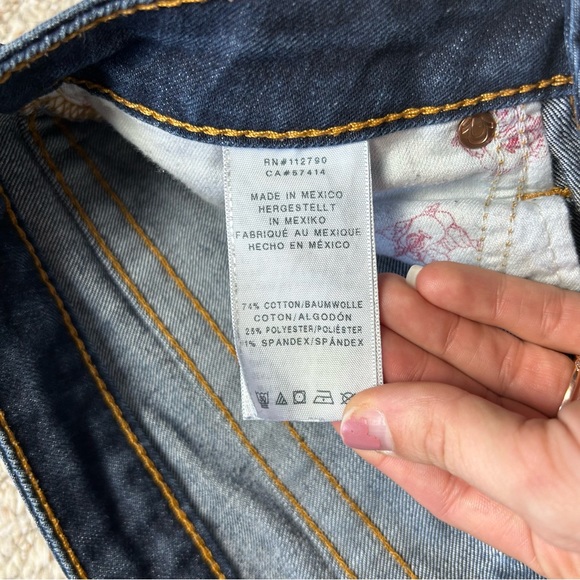 RN#112790
CA#57414
MADE IN MEXICO
HERGESTELLT
IN MEXIKO
FABRIQUÉ AU MEXIQUE
HECHO EN MÉXICO
74% COTTON/BAUMWOLLE
COTON/ALGODÓN
25% POLYESTER/POLIÉSTER
1% SPANDEX/SPÁNDEX